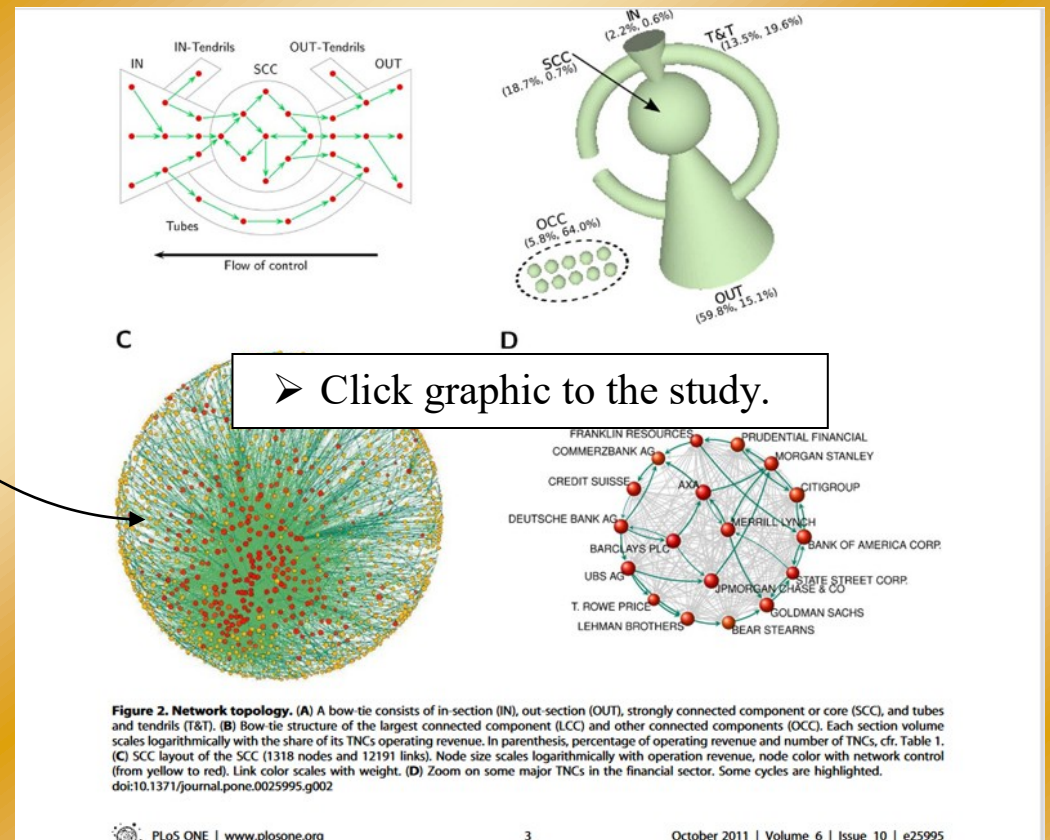 IN-Tendrils OUT-Tendrils
IN SCC OUT
Tubes
Flow of control
IN
(2.2%, 0.6%)
T&T
(13.5%, 19.6%)
SCC
(18.7%, 0.7%)
OCC
(5.8%, 64.0%)
OUT
(59.8%, 15.1%)
C
D
➢ Click graphic to the study.
FRANKLIN RESOURCES
PRUDENTIAL FINANCIAL
COMMERZBANK AG
MORGAN STANLEY
CREDIT SUISSE
AXA
CITIGROUP
DEUTSCHE BANK AG
MERRILL LYNCH
BARCLAYS PLC
BANK OF AMERICA CORP.
UBS AG
STATE STREET CORP.
JPMORGAN CHASE & CO
T. ROWE PRICE
GOLDMAN SACHS
LEHMAN BROTHERS
BEAR STEARNS
Figure 2. Network topology. (A) A bow-tie consists of in-section (IN), out-section (OUT), strongly connected component or core (SCC), and tubes
and tendrils (T&T). (B) Bow-tie structure of the largest connected component (LCC) and other connected components (OCC). Each section volume
scales logarithmically with the share of its TNCs operating revenue. In parenthesis, percentage of operating revenue and number of TNCs, cfr. Table 1.
(C) SCC layout of the SCC (1318 nodes and 12191 links). Node size scales logarithmically with operation revenue, node color with network control
(from yellow to red). Link color scales with weight. (D) Zoom on some major TNCs in the financial sector. Some cycles are highlighted.
doi:10.1371/journal.pone.0025995.g002
PLoS ONE | www.plosone.org 3 October 2011 | Volume 6 | Issue 10 | e25995